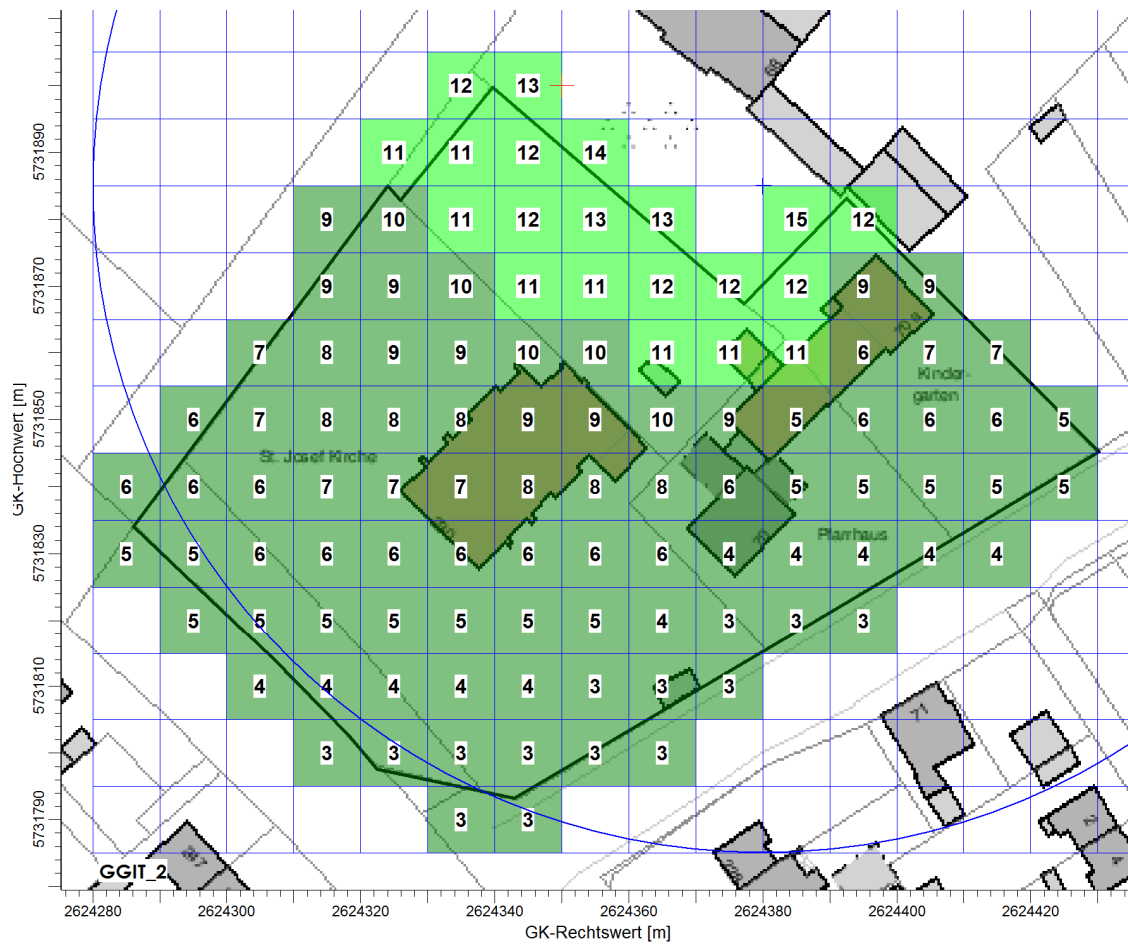 68
12 13
5731890
11 11 12 14
9 10 11 12 13 13 15 12
5731870
9 9 10 11 11 12 12 12 9 9
70 a
7 8 9 9 10 10 11 11 11 6 7 7
Kinder-
garten
5731850
6 7 8 8 8 9 9 10 9 5 6 6 6 5
St. Josef Kirche
GK-Hochwert [m]
6 6 6 7 7 7 8 8 8 6 5 5 5 5 5
Pfarrhaus
5731830
5 5 6 6 6 6 6 6 6 4 4 4 4 4
5 5 5 5 5 5 5 4 3 3 3
5731810
4 4 4 4 4 3 3 3
71
3 3 3 3 3 3
5731790
3 3
2
4
GGIT_2
2624280 2624300 2624320 2624340 2624360 2624380 2624400 2624420
GK-Rechtswert [m]